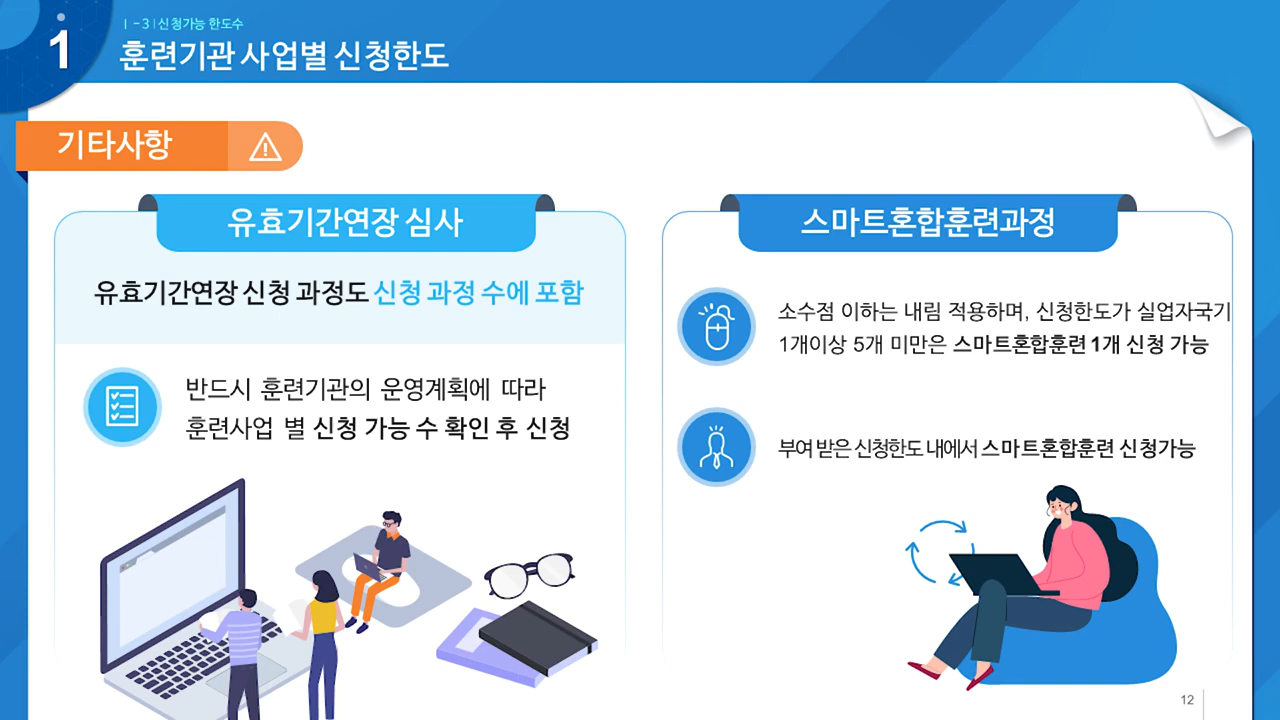 1
Ⅰ-3 | 신청가능 한도수
훈련기관 사업별 신청한도
기타사항
유효기간연장 심사
유효기간연장 신청 과정도 신청 과정 수에 포함
반드시 훈련기관의 운영계획에 따라
훈련사업 별 신청 가능 수 확인 후 신청
스마트혼합훈련과정
소수점 이하는 내림 적용하며, 신청한도가 실업자국기
1개이상 5개 미만은 스마트혼합훈련 1개 신청 가능
부여 받은 신청한도 내에서 스마트혼합훈련 신청가능
12